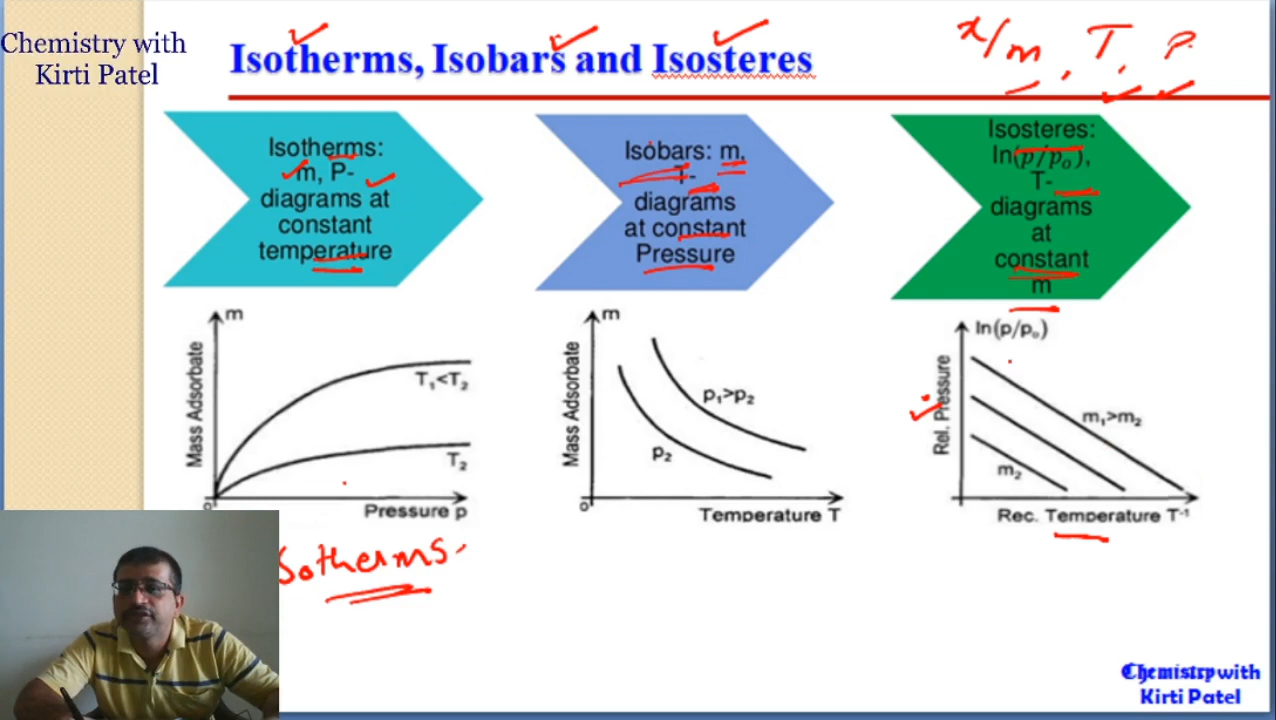 Chemistry with
Kirti Patel
Isotherms, Isobars and Isosteres
x/m, T, P
Isotherms:
m, P-
diagrams at
constant
temperature
Isobars: m,
T-
diagrams
at constant
Pressure
Isosteres:
ln(p/pₒ),
T-
diagrams
at
constant
m
m
Mass Adsorbate
T₁<T₂
T₂
0
Pressure p
m
Mass Adsorbate
p₁>p₂
p₂
0
Temperature T
ln(p/pₒ)
Rel. Pressure
m₁>m₂
m₂
Rec. Temperature T⁻¹
sotherms.
Chemistry with
Kirti Patel